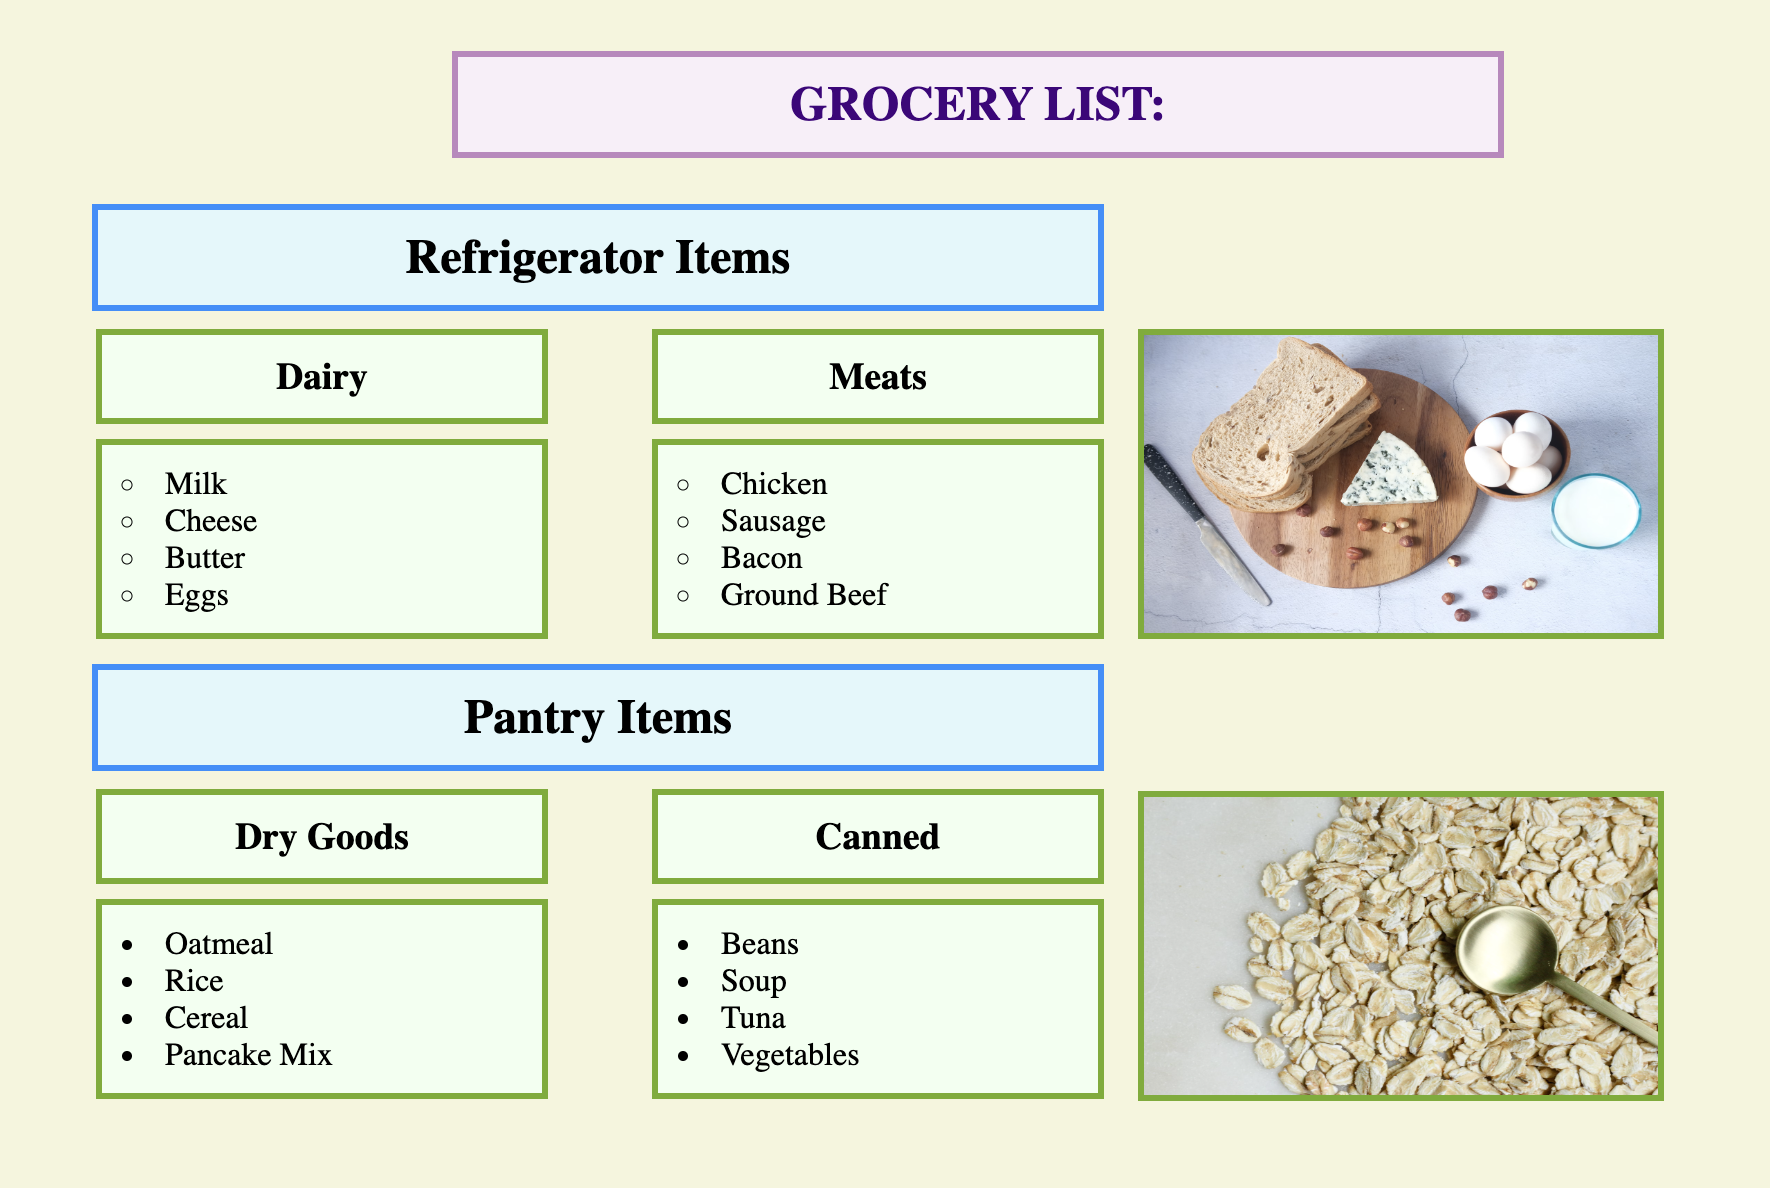 GROCERY LIST:
Refrigerator Items
Dairy
Milk
Cheese
Butter
Eggs
Meats
Chicken
Sausage
Bacon
Ground Beef
Pantry Items
Dry Goods
Oatmeal
Rice
Cereal
Pancake Mix
Canned
Beans
Soup
Tuna
Vegetables